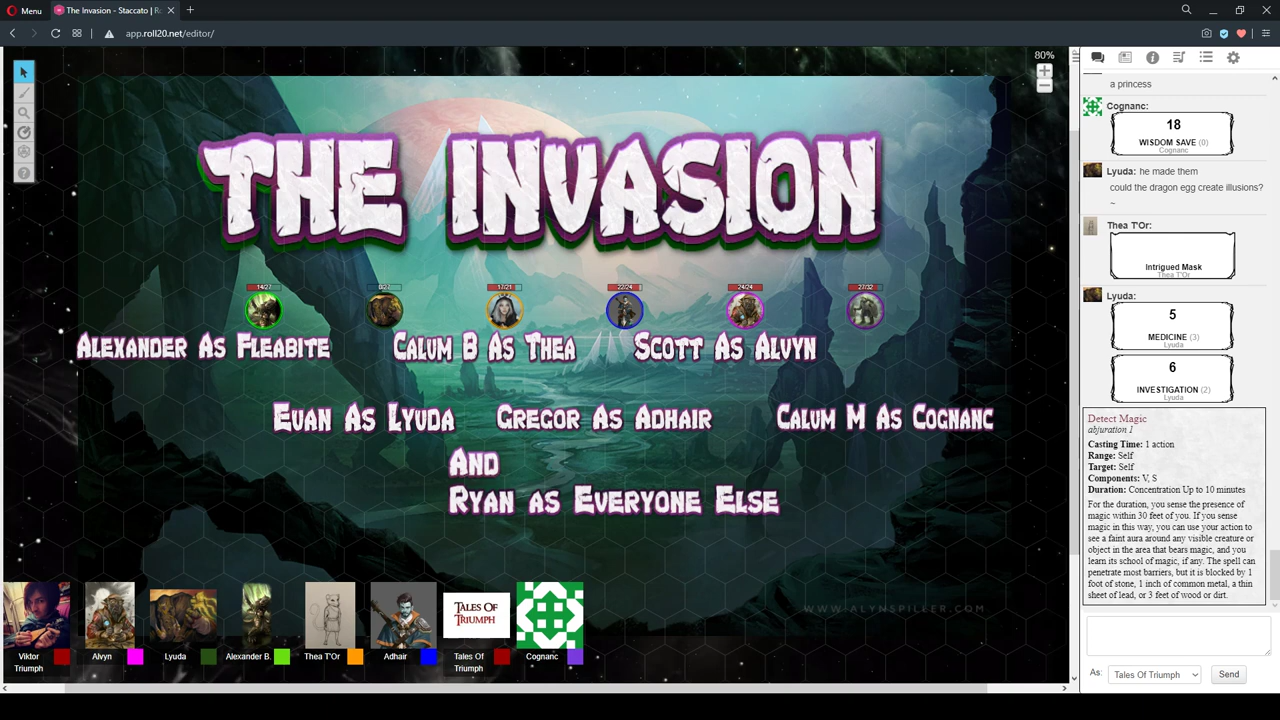 Menu
The Invasion - Staccato | Ro
app.roll20.net/editor/
80%
THE INVASION
14/27
0/27
17/21
22/24
24/24
27/32
ALEXANDER AS FLEABITE
CALUM B AS THEA
SCOTT AS ALVYN
EUAN AS LYUDA
GREGOR AS ADHAIR
CALUM M AS COGNANC
AND
RYAN AS EVERYONE ELSE
WWW.ALYNSPILLER.COM
TALES OF
TRIUMPH
Viktor
Triumph
Alvyn
Lyuda
Alexander B.
Thea T'Or
Adhair
Tales Of
Triumph
Cognanc
a princess
Cognanc:
18
WISDOM SAVE (0)
Cognanc
Lyuda: he made them
could the dragon egg create illusions?
~
Thea T'Or:
Intrigued Mask
Thea T'Or
Lyuda:
5
MEDICINE (3)
Lyuda
6
INVESTIGATION (2)
Lyuda
Detect Magic
abjuration 1
Casting Time: 1 action
Range: Self
Target: Self
Components: V, S
Duration: Concentration Up to 10 minutes
For the duration, you sense the presence of
magic within 30 feet of you. If you sense
magic in this way, you can use your action to
see a faint aura around any visible creature or
object in the area that bears magic, and you
learn its school of magic, if any. The spell can
penetrate most barriers, but it is blocked by 1
foot of stone, 1 inch of common metal, a thin
sheet of lead, or 3 feet of wood or dirt.
As:
Tales Of Triumph
Send